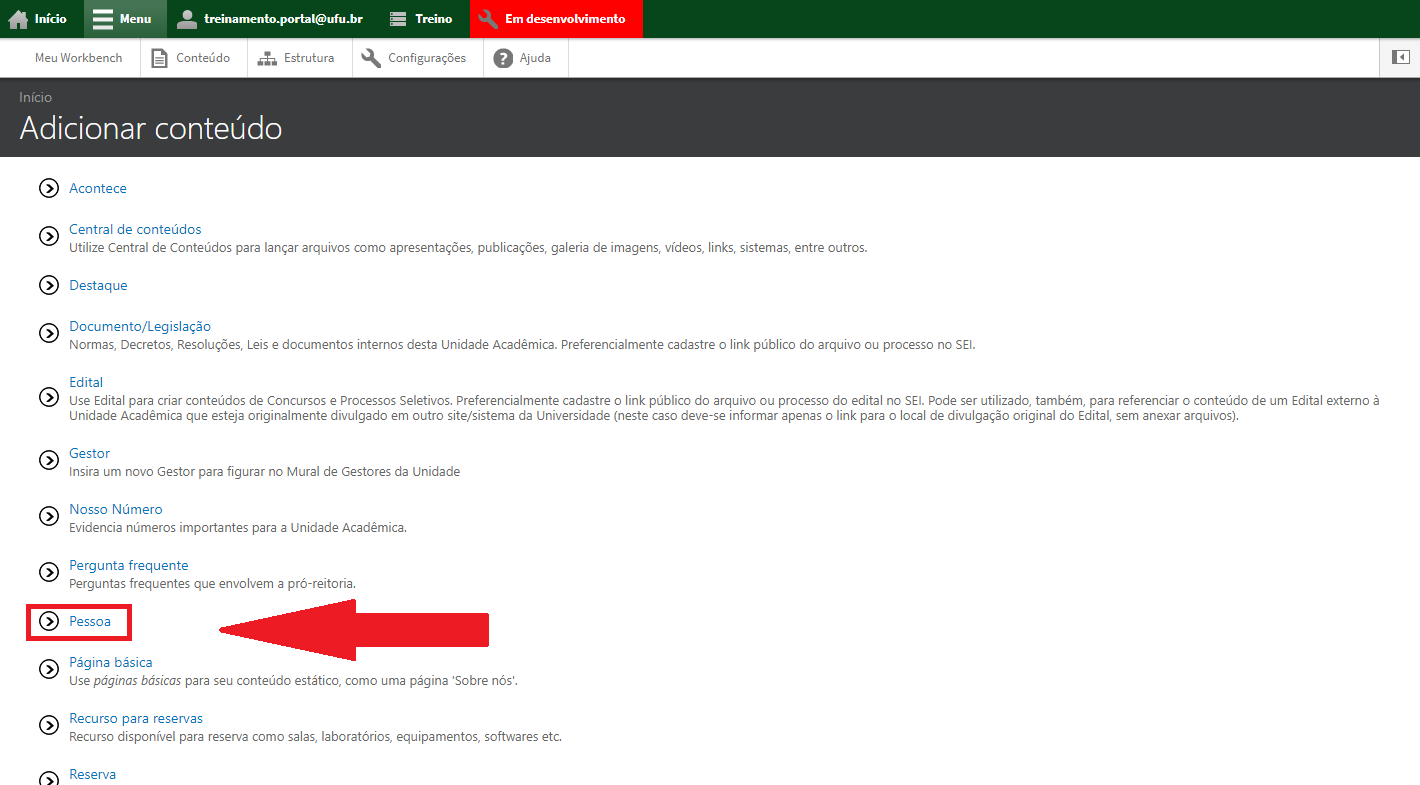 Início Menu treinamento.portal@ufu.br Treino Em desenvolvimento
Meu Workbench Conteúdo Estrutura Configurações ? Ajuda
Início
Adicionar conteúdo
Acontece
Central de conteúdos
Utilize Central de Conteúdos para lançar arquivos como apresentações, publicações, galeria de imagens, vídeos, links, sistemas, entre outros.
Destaque
Documento/Legislação
Normas, Decretos, Resoluções, Leis e documentos internos desta Unidade Acadêmica. Preferencialmente cadastre o link público do arquivo ou processo no SEI.
Edital
Use Edital para criar conteúdos de Concursos e Processos Seletivos. Preferencialmente cadastre o link público do arquivo ou processo do edital no SEI. Pode ser utilizado, também, para referenciar o conteúdo de um Edital externo à
Unidade Acadêmica que esteja originalmente divulgado em outro site/sistema da Universidade (neste caso deve-se informar apenas o link para o local de divulgação original do Edital, sem anexar arquivos).
Gestor
Insira um novo Gestor para figurar no Mural de Gestores da Unidade
Nosso Número
Evidencia números importantes para a Unidade Acadêmica.
Pergunta frequente
Perguntas frequentes que envolvem a pró-reitoria.
Pessoa
Página básica
Use páginas básicas para seu conteúdo estático, como uma página 'Sobre nós'.
Recurso para reservas
Recurso disponível para reserva como salas, laboratórios, equipamentos, softwares etc.
Reserva